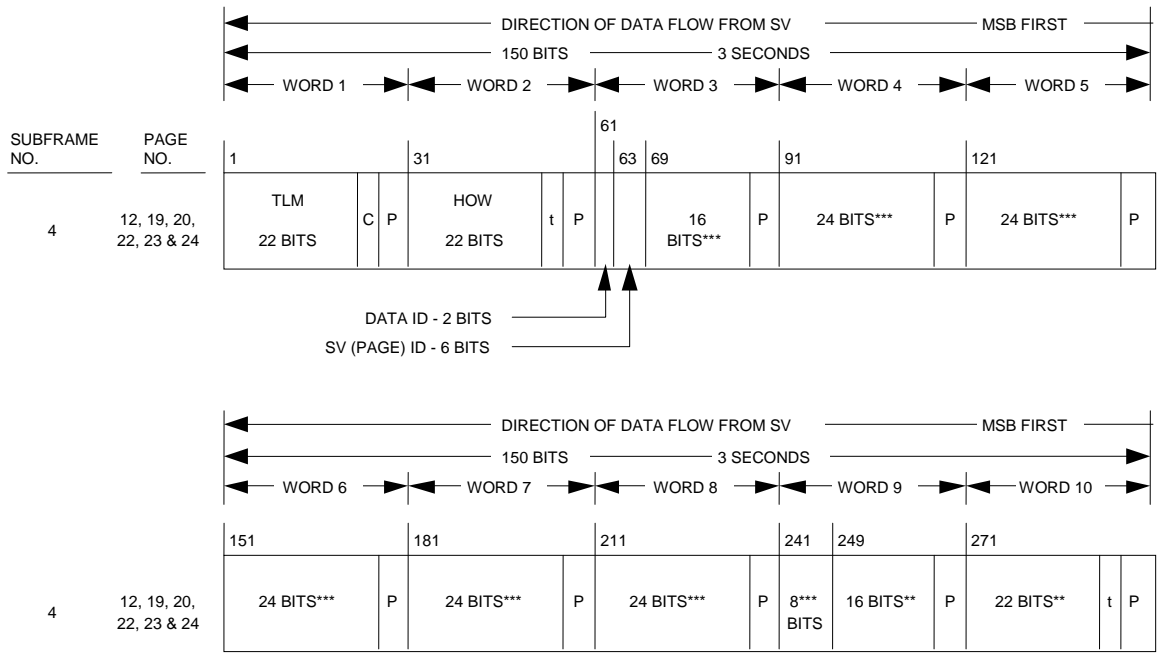 DIRECTION OF DATA FLOW FROM SV MSB FIRST
150 BITS 3 SECONDS
WORD 1 WORD 2 WORD 3 WORD 4 WORD 5
SUBFRAME NO.
PAGE NO.
1 31 61 63 69 91 121
4
12, 19, 20,
22, 23 & 24
TLM
22 BITS
C
P
HOW
22 BITS
t
P
16
BITS***
P
24 BITS***
P
24 BITS***
P
DATA ID - 2 BITS
SV (PAGE) ID - 6 BITS
DIRECTION OF DATA FLOW FROM SV MSB FIRST
150 BITS 3 SECONDS
WORD 6 WORD 7 WORD 8 WORD 9 WORD 10
151 181 211 241 249 271
4
12, 19, 20,
22, 23 & 24
24 BITS***
P
24 BITS***
P
24 BITS***
P
8***
BITS
16 BITS**
P
22 BITS**
t
P